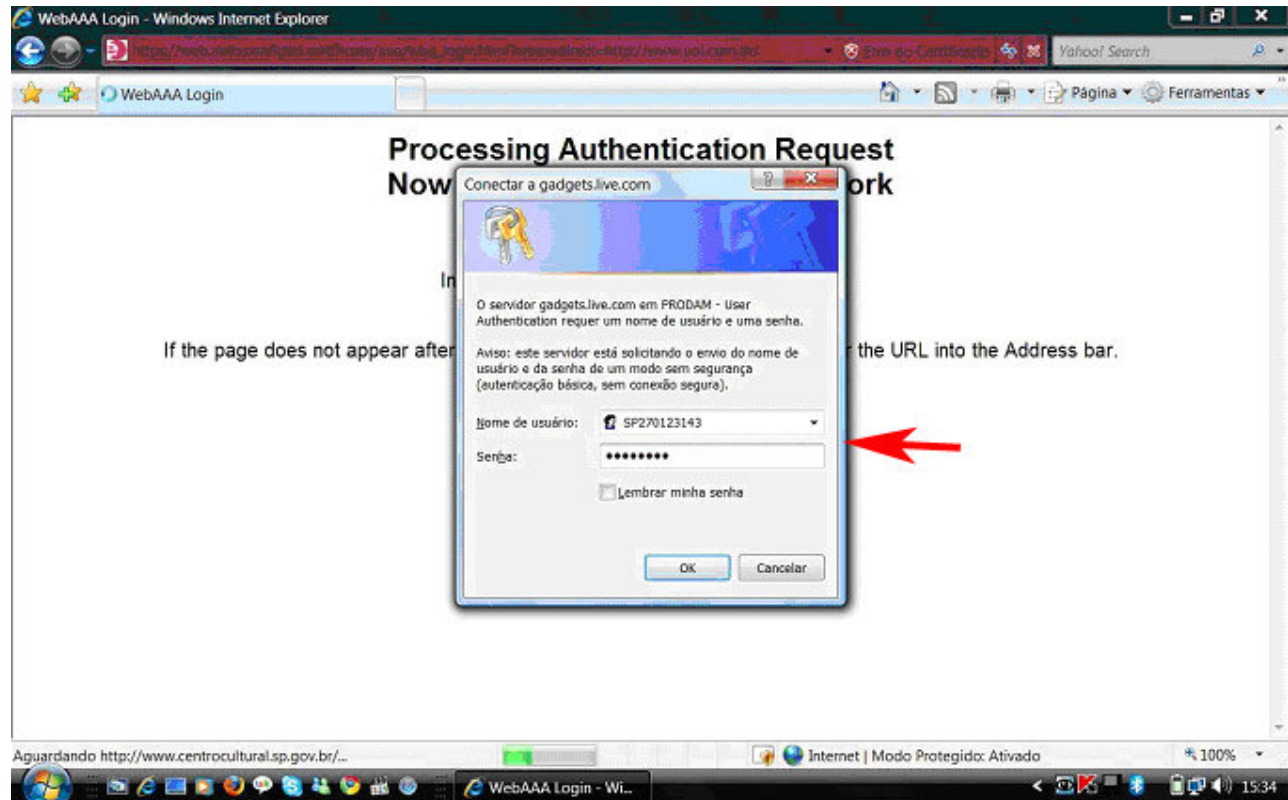 WebAAA Login - Windows Internet Explorer
Yahoo! Search
WebAAA Login
Página
Ferramentas
Processing Authentication Request
Now
ork
Conectar a gadgets.live.com
O servidor gadgets.live.com em PRODAM - User
Authentication requer um nome de usuário e uma senha.
If the page does not appear after
the URL into the Address bar.
Aviso: este servidor está solicitando o envio do nome de
usuário e da senha de um modo sem segurança
(autenticação básica, sem conexão segura).
Nome de usuário: SP270123143
Senha: ••••••••
Lembrar minha senha
OK Cancelar
Aguardando http://www.centrocultural.sp.gov.br/...
Internet | Modo Protegido: Ativado
100%
WebAAA Login - Wi...
15:34